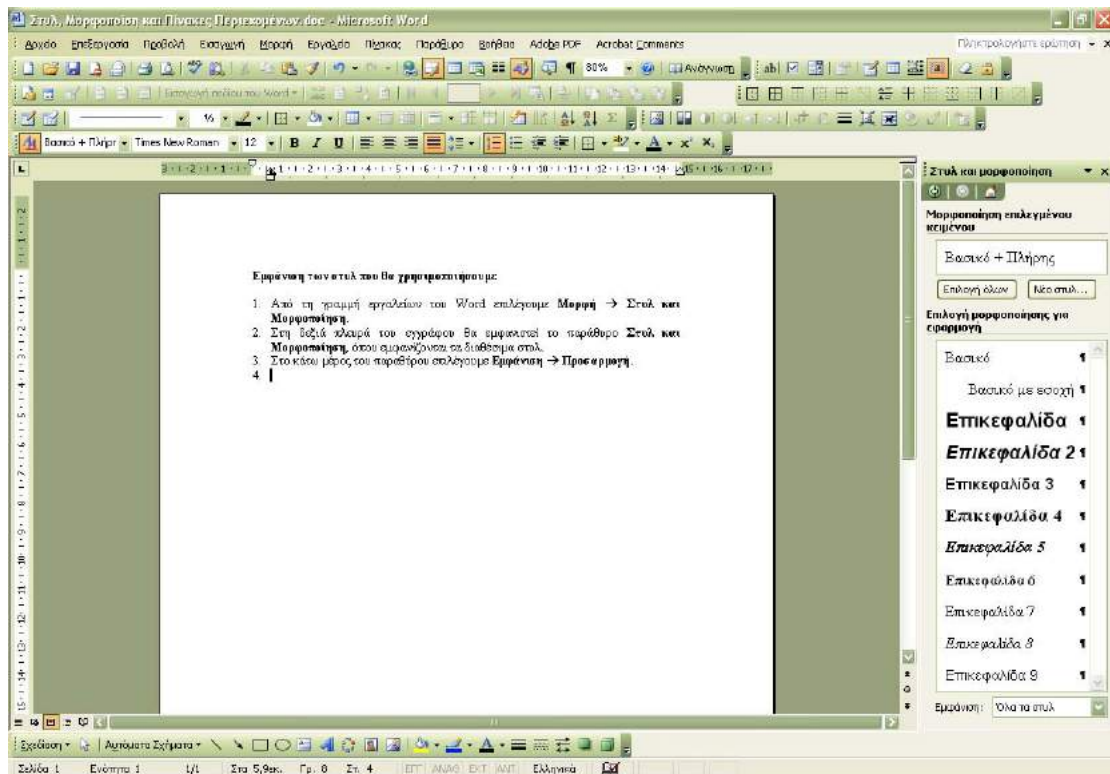 Στυλ, Μορφοποίηση και Πίνακες Περιεχομένων.doc - Microsoft Word
Αρχείο Επεξεργασία Προβολή Εισαγωγή Μορφή Εργαλεία Πίνακας Παράθυρο Βοήθεια Adobe PDF Acrobat Comments Πληκτρολογήστε ερώτηση
80% Ανάγνωση
Εισαγωγή πεδίου του Word
½
Βασικό + Πλήρη Times New Roman 12 B I U
Στυλ και μορφοποίηση
Μορφοποίηση επιλεγμένου
κειμένου
Βασικό + Πλήρης
Επιλογή όλων Νέο στυλ...
Επιλογή μορφοποίησης για
εφαρμογή
Βασικό
Βασικό με εσοχή
Επικεφαλίδα
Επικεφαλίδα 2
Επικεφαλίδα 3
Επικεφαλίδα 4
Επικεφαλίδα 5
Επικεφαλίδα 6
Επικεφαλίδα 7
Επικεφαλίδα 8
Επικεφαλίδα 9
Εμφάνιση: Όλα τα στυλ
Εμφάνιση των στυλ που θα χρησιμοποιήσουμε
1. Από τη γραμμή εργαλείων του Word επιλέγουμε Μορφή → Στυλ και
Μορφοποίηση.
2. Στη δεξιά πλευρά του εγγράφου θα εμφανιστεί το παράθυρο Στυλ και
Μορφοποίηση, όπου εμφανίζονται τα διαθέσιμα στυλ.
3. Στο κάτω μέρος του παραθύρου επιλέγουμε Εμφάνιση → Προσαρμογή.
4.
Σχεδίαση Αυτόματα Σχήματα
Σελίδα 1 Ενότητα 1 1/1 Στα 5,9εκ. Γρ. 8 Στ. 4 ΕΓΓ ΑΝΑΘ ΕΚΤ ΑΝΤ Ελληνικά